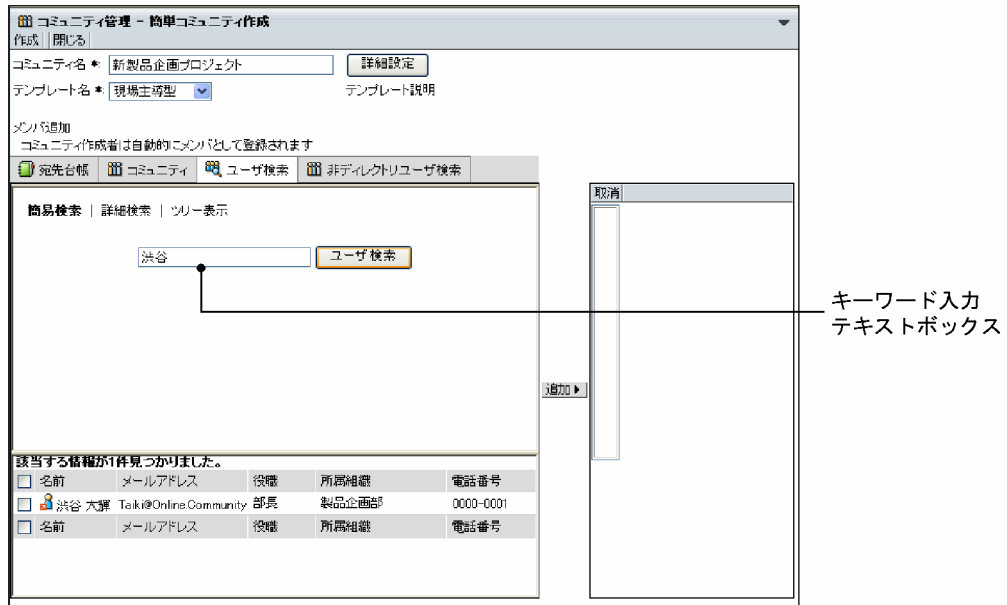 コミュニティ管理 - 簡単コミュニティ作成
作成 閉じる
コミュニティ名 *: 新製品企画プロジェクト 詳細設定
テンプレート名 *: 現場主導型 テンプレート説明
メンバ追加
コミュニティ作成者は自動的にメンバとして登録されます
宛先台帳 コミュニティ ユーザ検索 非ディレクトリユーザ検索
取消
簡易検索 | 詳細検索 | ツリー表示
渋谷 ユーザ検索
キーワード入力
テキストボックス
追加
該当する情報が1件見つかりました。
名前 メールアドレス 役職 所属組織 電話番号
渋谷 大輝 Taiki@Online.Community 部長 製品企画部 0000-0001
名前 メールアドレス 役職 所属組織 電話番号